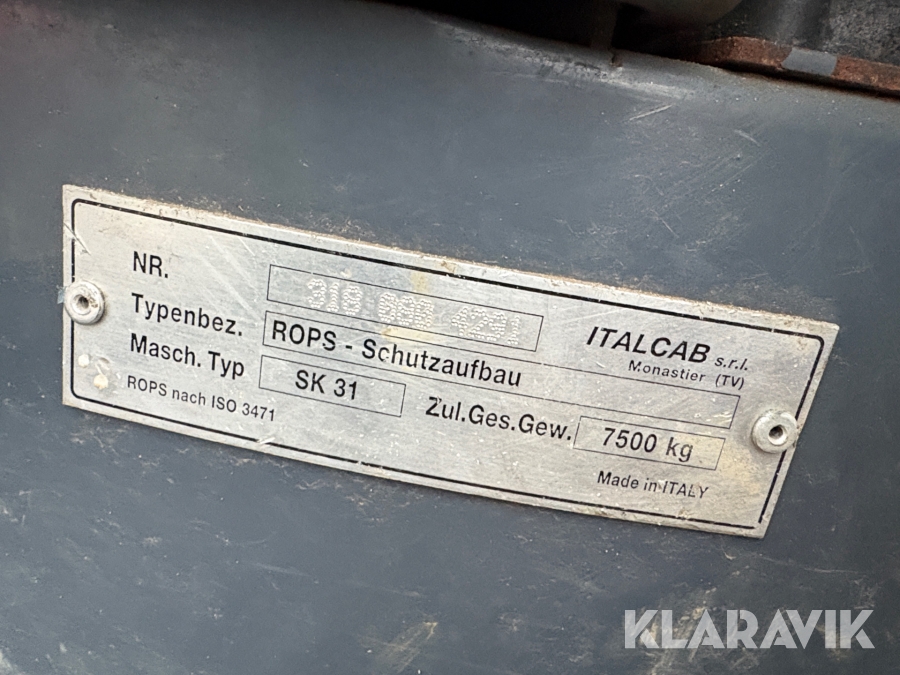 NR.
ITALCAB s.r.l.
Monastier (TV)
Typenbez. ROPS - Schutzaufbau
Masch. Typ SK 31 Zul.Ges.Gew. 7500 kg
ROPS nach ISO 3471
Made in ITALY
KLARAVIK